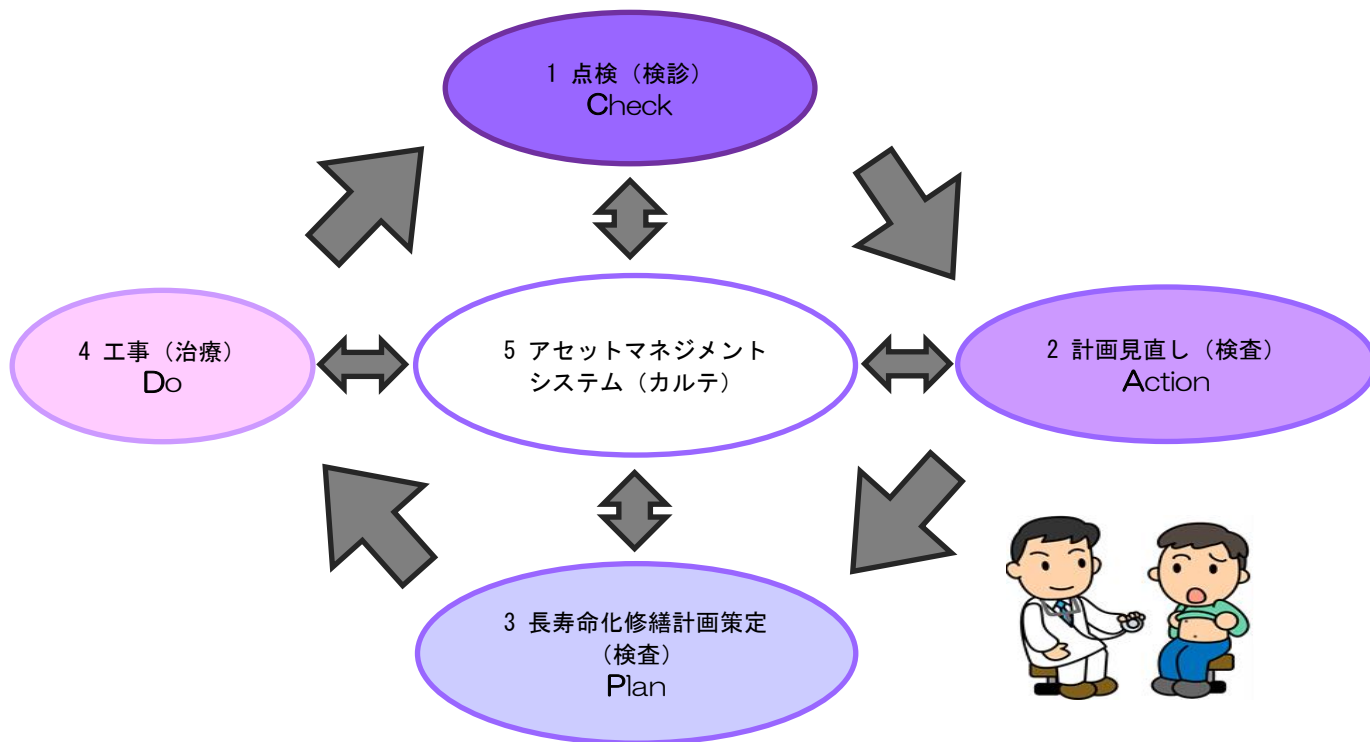 1 点検（検診）
Check
2 計画見直し（検査）
Action
3 長寿命化修繕計画策定
（検査）
Plan
4 工事（治療）
Do
5 アセットマネジメント
システム（カルテ）